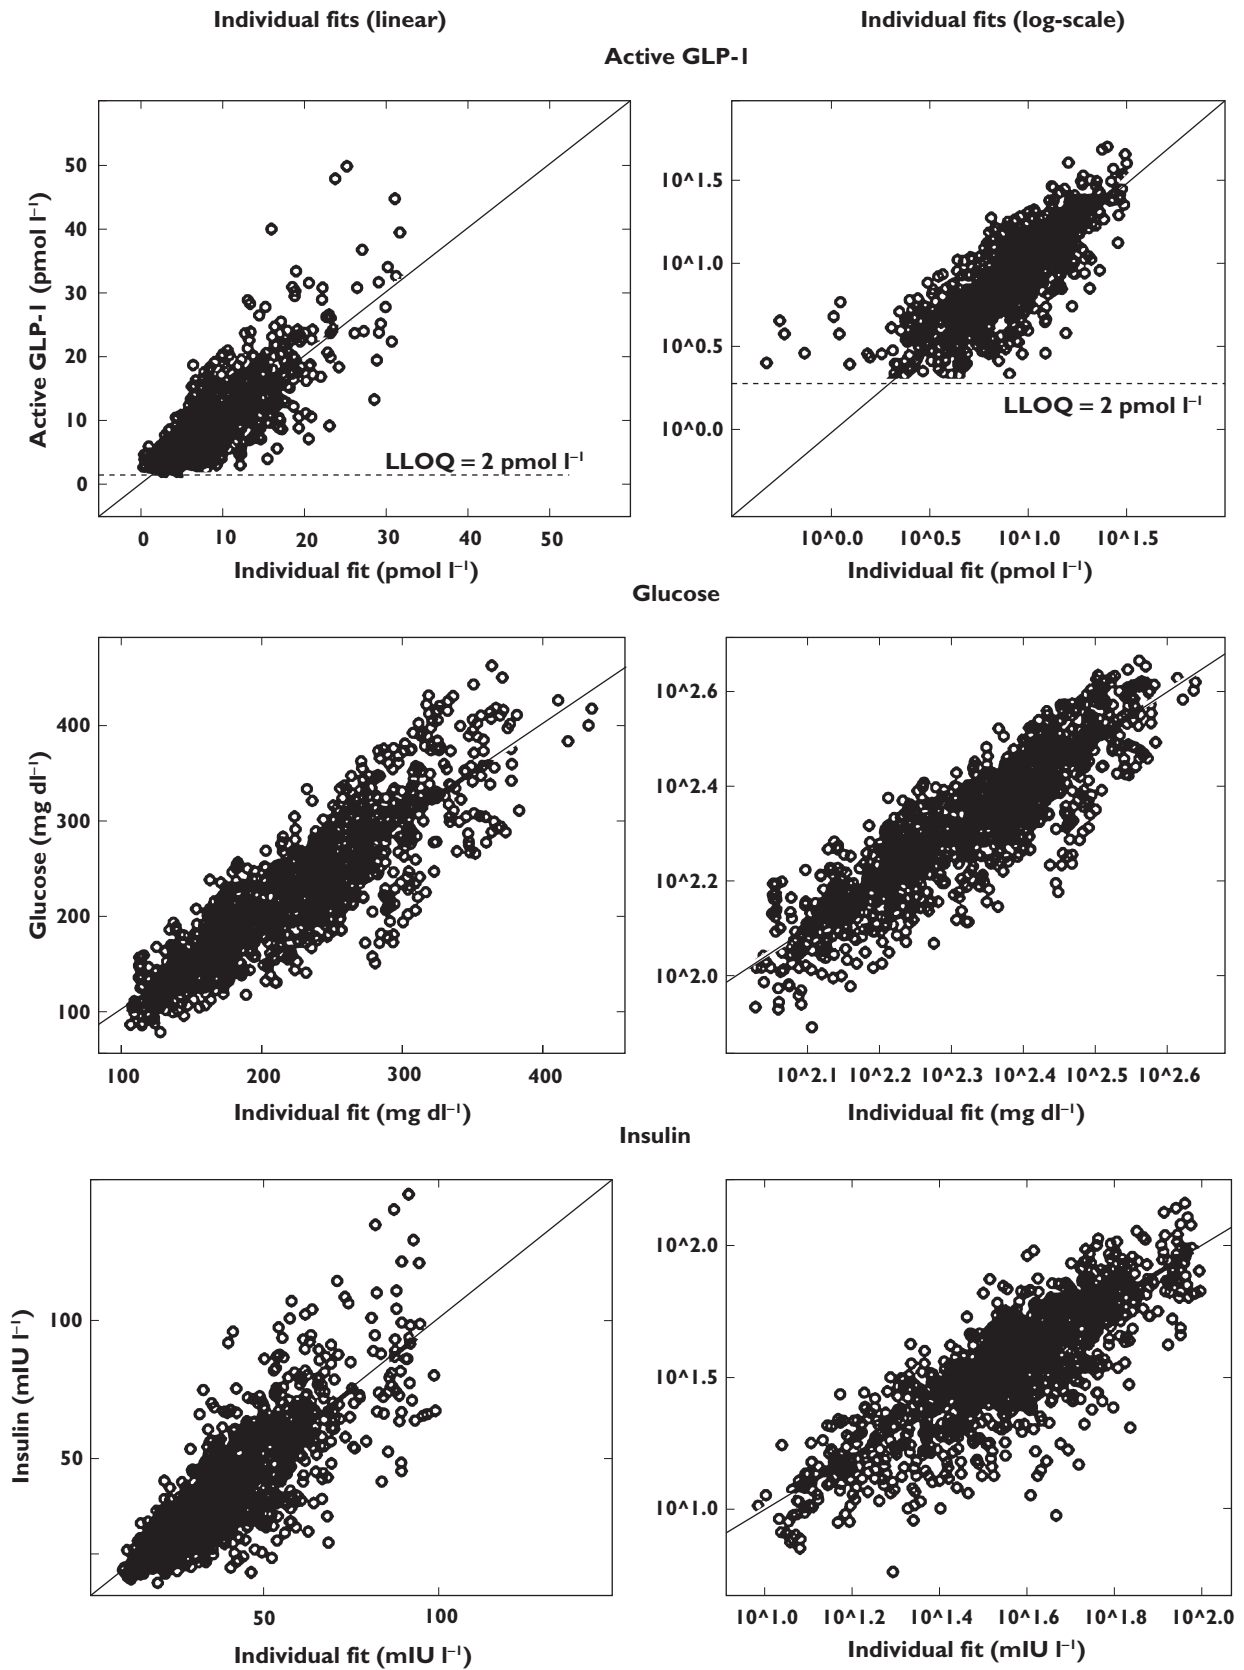 Individual fits (linear)
Individual fits (log-scale)
Active GLP-1
Active GLP-1 (pmol l⁻¹)
50
40
30
20
10
0
LLOQ = 2 pmol l⁻¹
0 10 20 30 40 50
Individual fit (pmol l⁻¹)
10^1.5
10^1.0
10^0.5
10^0.0
LLOQ = 2 pmol l⁻¹
10^0.0 10^0.5 10^1.0 10^1.5
Individual fit (pmol l⁻¹)
Glucose
Glucose (mg dl⁻¹)
400
300
200
100
100 200 300 400
Individual fit (mg dl⁻¹)
10^2.6
10^2.4
10^2.2
10^2.0
10^2.1 10^2.2 10^2.3 10^2.4 10^2.5 10^2.6
Individual fit (mg dl⁻¹)
Insulin
Insulin (mIU l⁻¹)
100
50
50 100
Individual fit (mIU l⁻¹)
10^2.0
10^1.5
10^1.0
10^1.0 10^1.2 10^1.4 10^1.6 10^1.8 10^2.0
Individual fit (mIU l⁻¹)